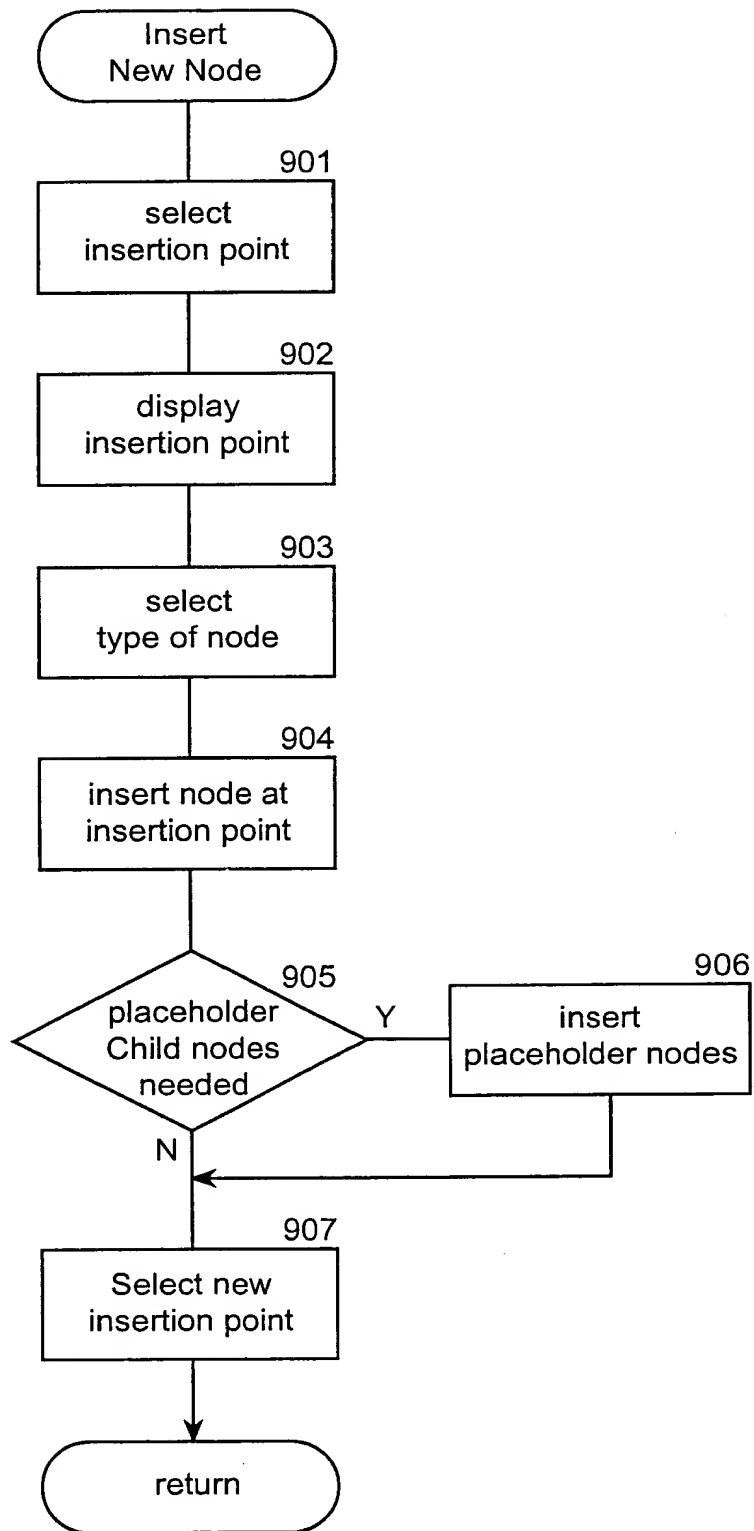 Insert
New Node
901
select
insertion point
902
display
insertion point
903
select
type of node
904
insert node at
insertion point
905
placeholder
Child nodes
needed
Y
906
insert
placeholder nodes
N
907
Select new
insertion point
return